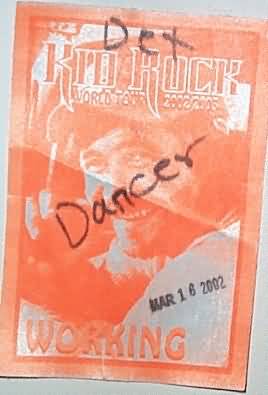 Dex
KID ROCK
WORLD TOUR 2002/2003
"Dancer
MAR 16 2002
WORKING